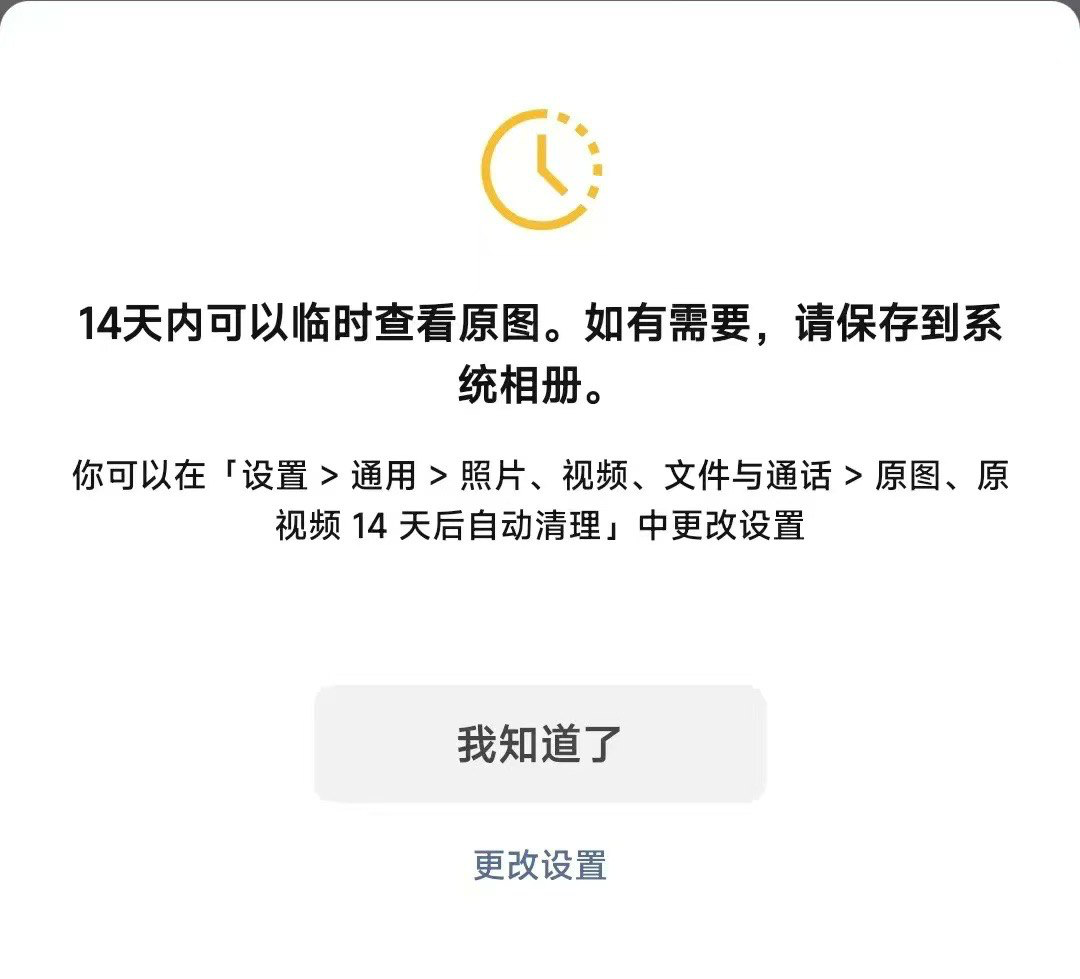 14天内可以临时查看原图。如有需要，请保存到系
统相册。
你可以在「设置 > 通用 > 照片、视频、文件与通话 > 原图、原
视频 14 天后自动清理」中更改设置
我知道了
更改设置